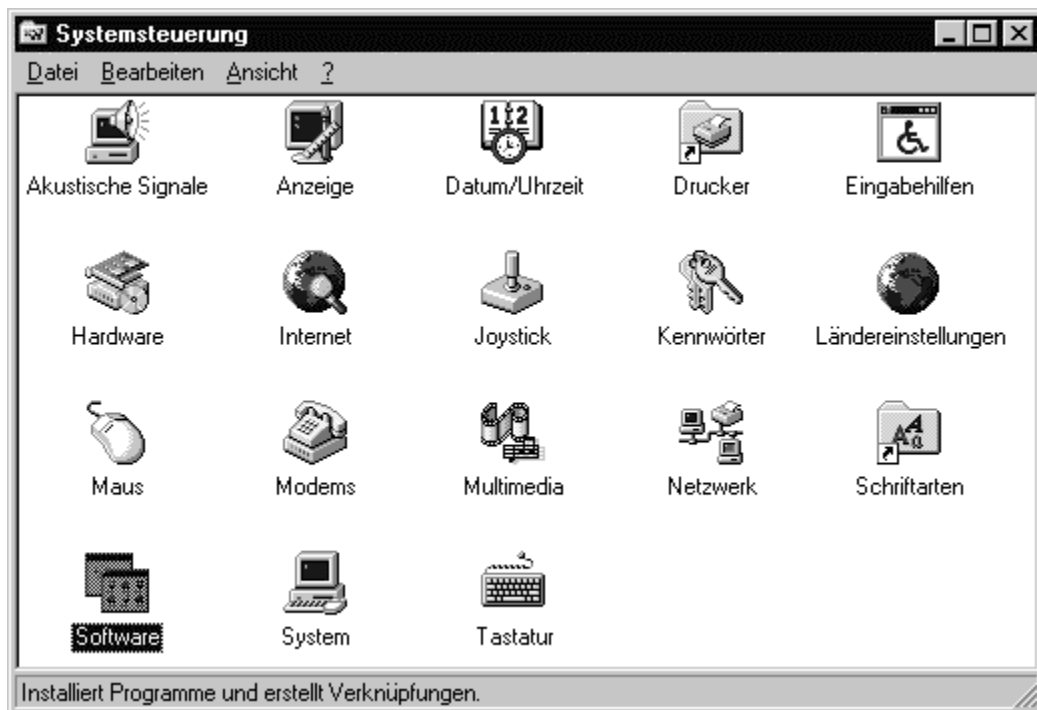 Systemsteuerung
Datei Bearbeiten Ansicht ?
Akustische Signale Anzeige Datum/Uhrzeit Drucker Eingabehilfen
Hardware Internet Joystick Kennwörter Ländereinstellungen
Maus Modems Multimedia Netzwerk Schriftarten
Software System Tastatur
Installiert Programme und erstellt Verknüpfungen.